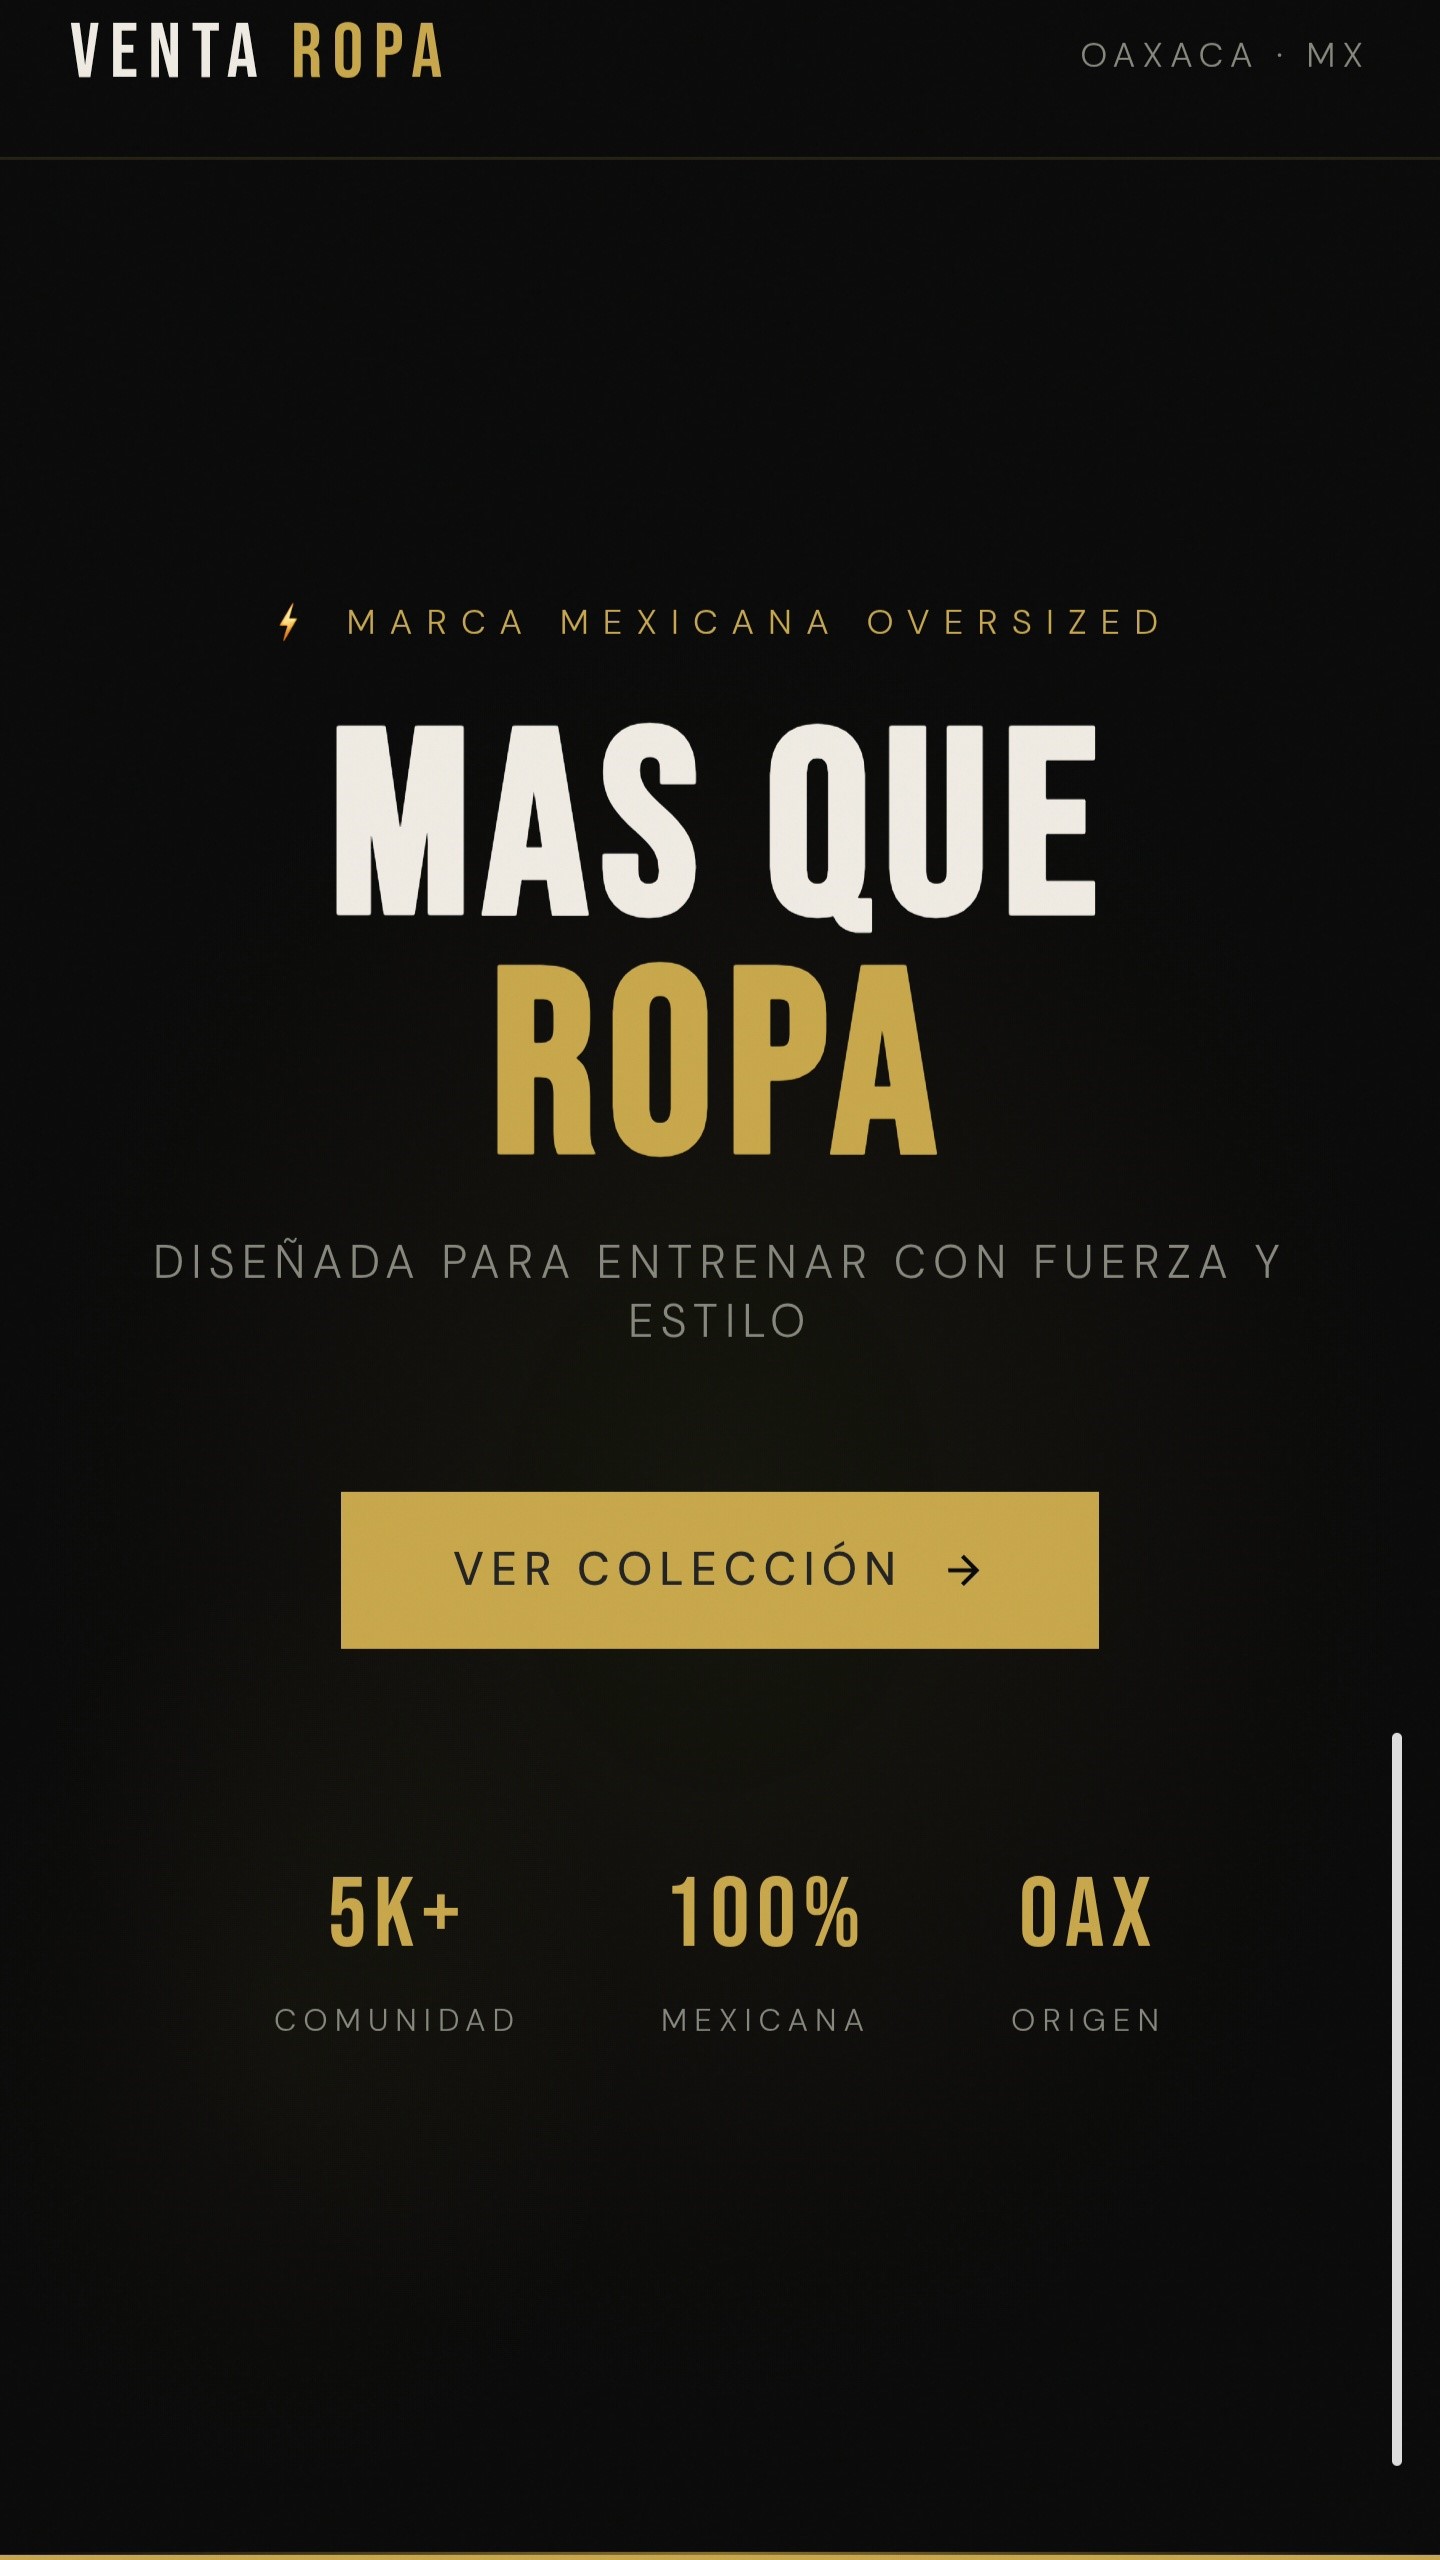 VENTA ROPA
OAXACA · MX
⚡ MARCA MEXICANA OVERSIZED
MAS QUE
ROPA
DISEÑADA PARA ENTRENAR CON FUERZA Y
ESTILO
VER COLECCIÓN →
5K+ 100% OAX
COMUNIDAD MEXICANA ORIGEN